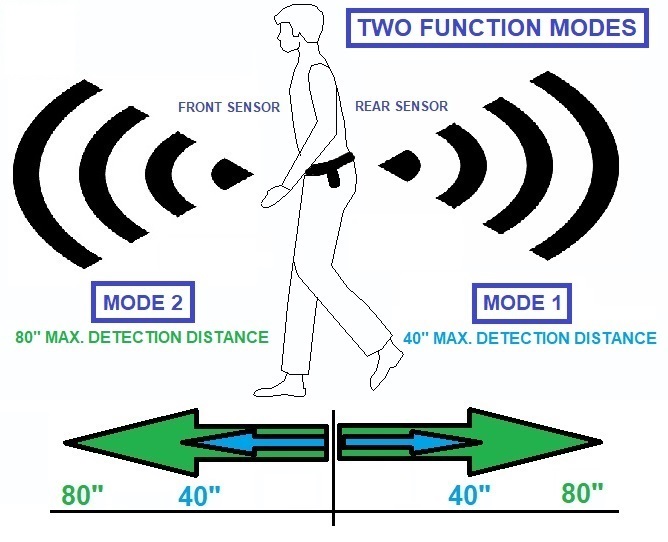 TWO FUNCTION MODES
FRONT SENSOR
REAR SENSOR
MODE 2
MODE 1
80" MAX. DETECTION DISTANCE
40" MAX. DETECTION DISTANCE
80"
40"
40"
80"